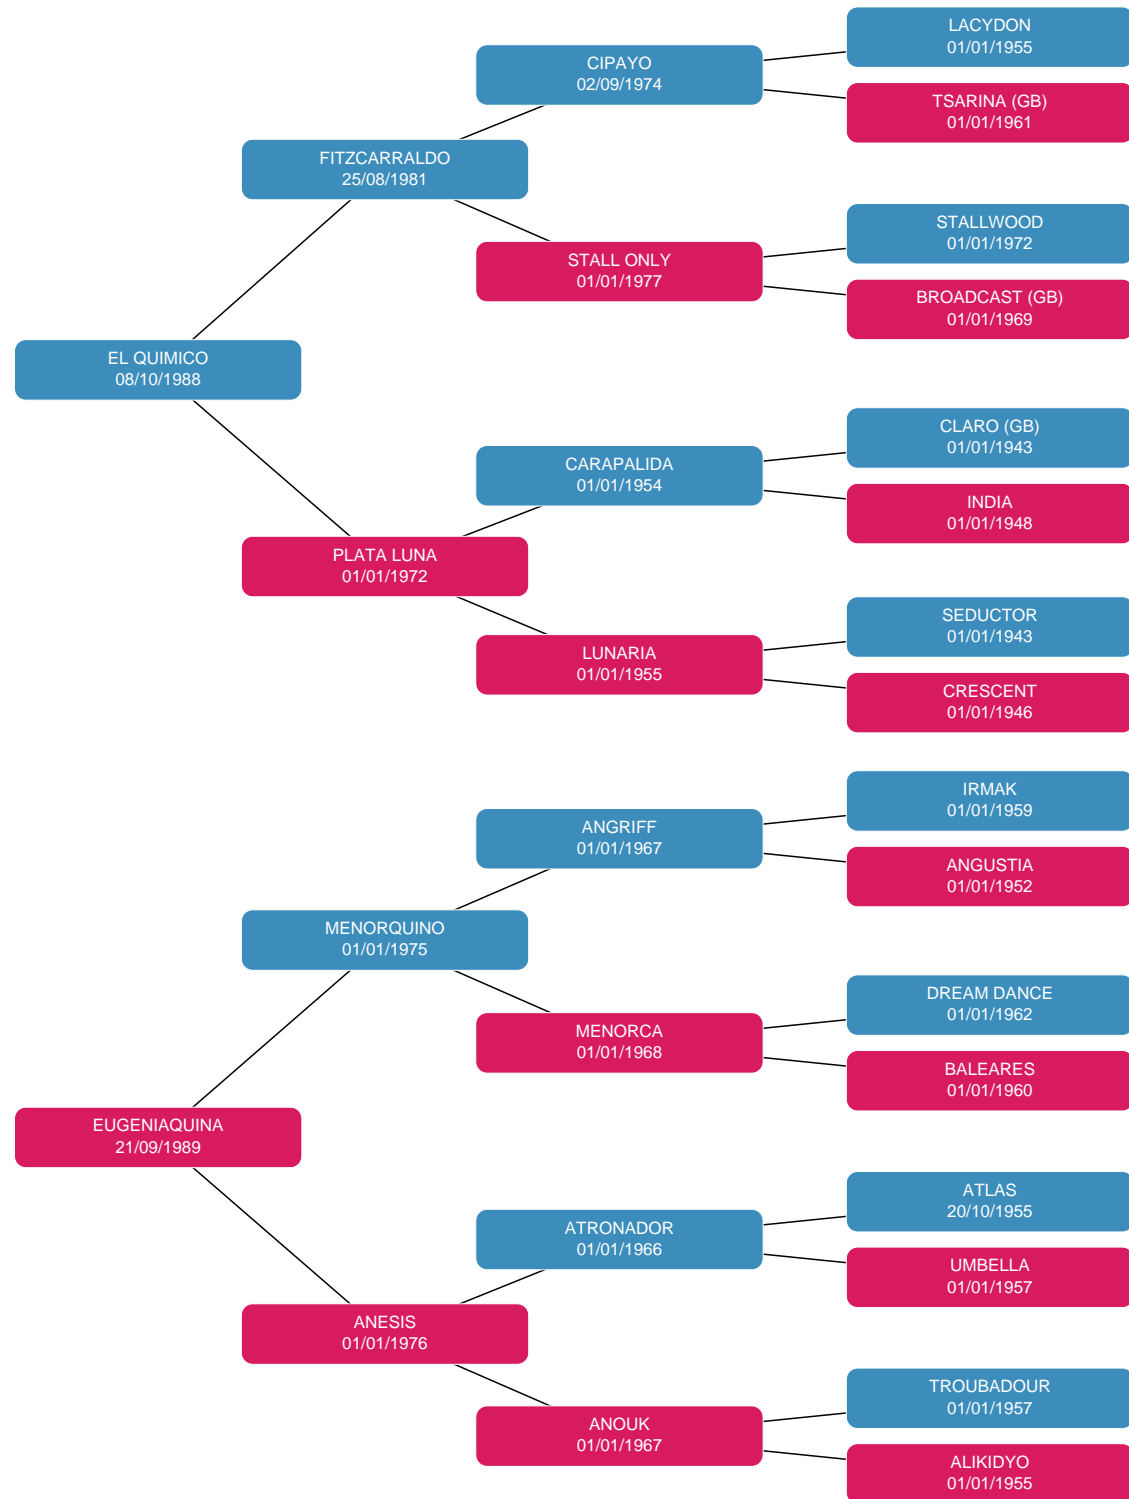 LACYDON
01/01/1955
CIPAYO
02/09/1974
TSARINA (GB)
01/01/1961
FITZCARRALDO
25/08/1981
STALLWOOD
01/01/1972
STALL ONLY
01/01/1977
BROADCAST (GB)
01/01/1969
EL QUIMICO
08/10/1988
CLARO (GB)
01/01/1943
CARAPALIDA
01/01/1954
INDIA
01/01/1948
PLATA LUNA
01/01/1972
SEDUCTOR
01/01/1943
LUNARIA
01/01/1955
CRESCENT
01/01/1946
IRMAK
01/01/1959
ANGRIFF
01/01/1967
ANGUSTIA
01/01/1952
MENORQUINO
01/01/1975
DREAM DANCE
01/01/1962
MENORCA
01/01/1968
BALEARES
01/01/1960
EUGENIAQUINA
21/09/1989
ATLAS
20/10/1955
ATRONADOR
01/01/1966
UMBELLA
01/01/1957
ANESIS
01/01/1976
TROUBADOUR
01/01/1957
ANOUK
01/01/1967
ALIKIDYO
01/01/1955